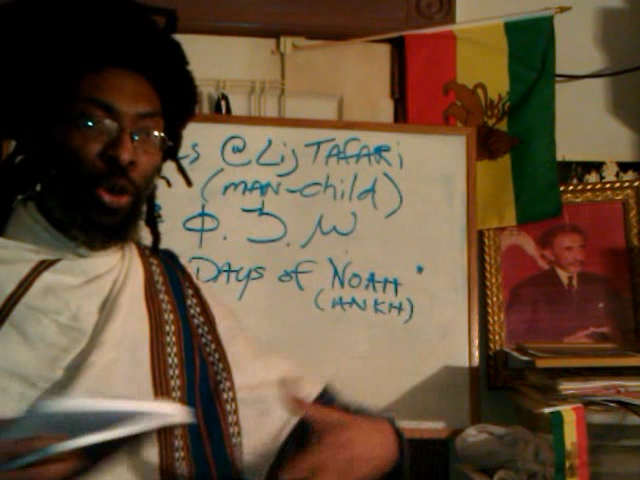 @Lij TAFARi
(MAN-child)
ቀ. ኃ. ሥ
DAYS of NOAH"
(ANKH)